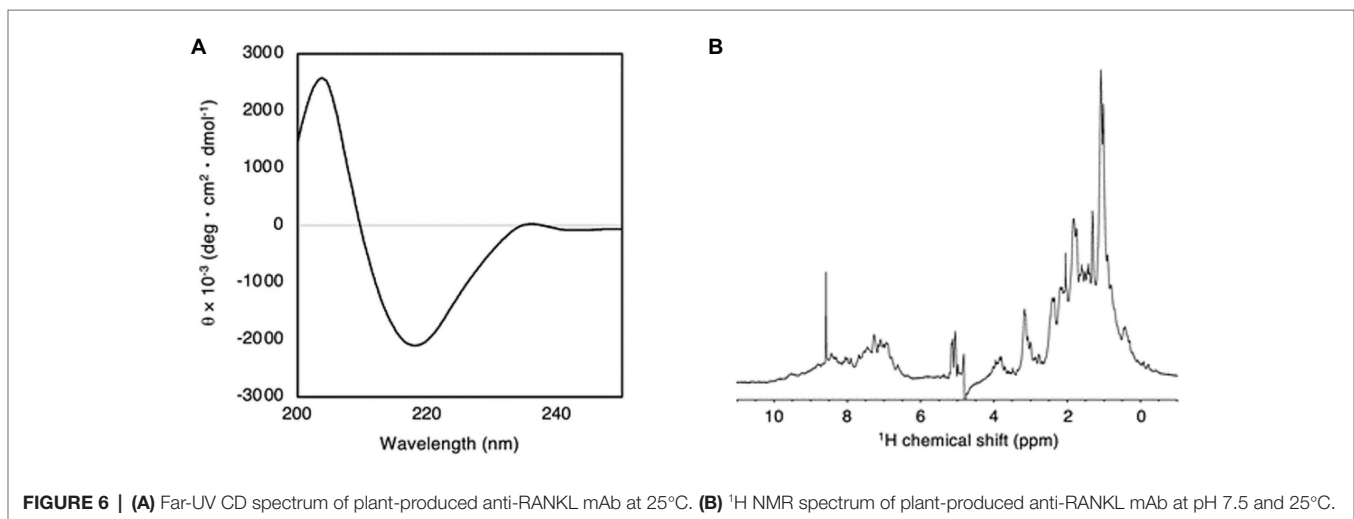 A
3000
2000
1000
0
-1000
-2000
-3000
θ × 10⁻³ (deg · cm² · dmol⁻¹)
200
220
240
Wavelength (nm)
B
10
8
6
4
2
0
¹H chemical shift (ppm)
FIGURE 6 | (A) Far-UV CD spectrum of plant-produced anti-RANKL mAb at 25°C. (B) ¹H NMR spectrum of plant-produced anti-RANKL mAb at pH 7.5 and 25°C.